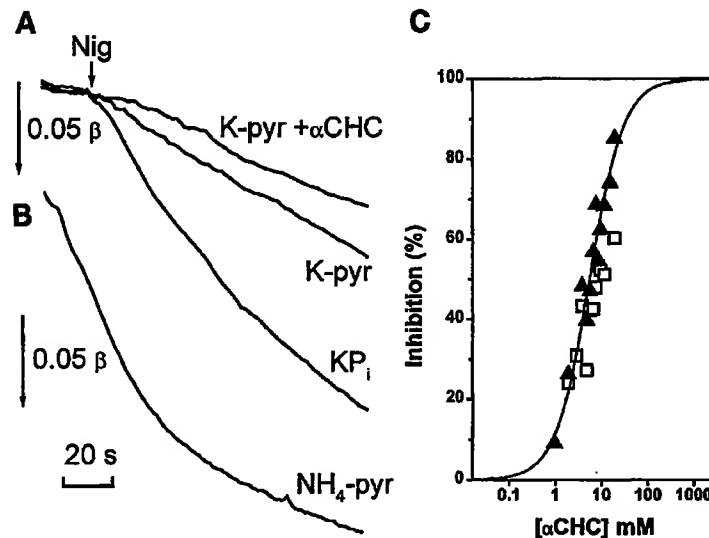 A
Nig
0.05 β
K-pyr +αCHC
K-pyr
KPi
B
0.05 β
20 s
NH4-pyr
C
100
80
60
40
20
0
Inhibition (%)
0.1 1 10 100 1000
[αCHC] mM